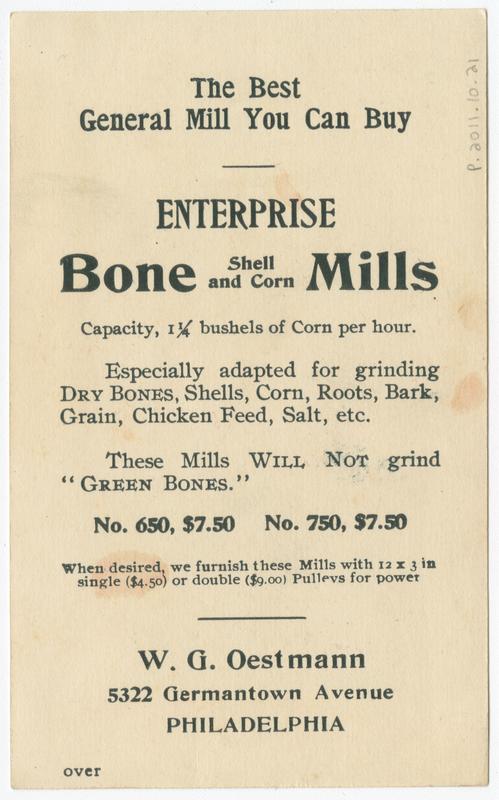 The Best
General Mill You Can Buy
ENTERPRISE
Bone Shell and Corn Mills
Capacity, 1¼ bushels of Corn per hour.
Especially adapted for grinding
DRY BONES, Shells, Corn, Roots, Bark,
Grain, Chicken Feed, Salt, etc.
These Mills WILL NOT grind
"GREEN BONES."
No. 650, $7.50 No. 750, $7.50
When desired, we furnish these Mills with 12 x 3 in
single ($4.50) or double ($9.00) Pulleys for power
W. G. Oestmann
5322 Germantown Avenue
PHILADELPHIA
over
P.2011.10.21